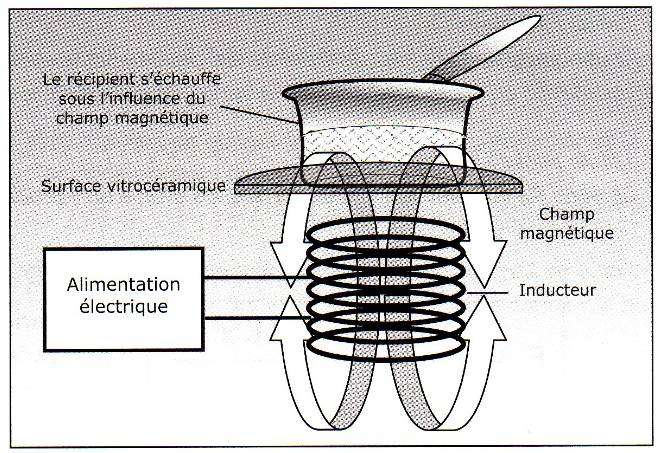 Le récipient s'échauffe
sous l'influence du
champ magnétique
Surface vitrocéramique
Champ
magnétique
Alimentation
électrique
Inducteur